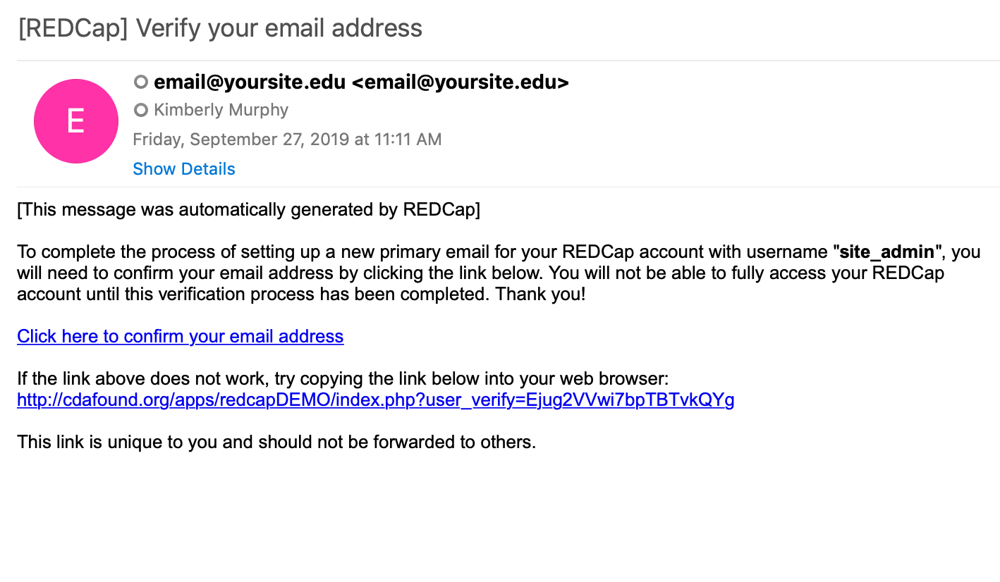 [REDCap] Verify your email address
email@yoursite.edu <email@yoursite.edu>
E
Kimberly Murphy
Friday, September 27, 2019 at 11:11 AM
Show Details
[This message was automatically generated by REDCap]
To complete the process of setting up a new primary email for your REDCap account with username "site_admin", you
will need to confirm your email address by clicking the link below. You will not be able to fully access your REDCap
account until this verification process has been completed. Thank you!
Click here to confirm your email address
If the link above does not work, try copying the link below into your web browser:
http://cdafound.org/apps/redcapDEMO/index.php?user_verify=Ejug2VVwi7bpTBTvkQYg
This link is unique to you and should not be forwarded to others.